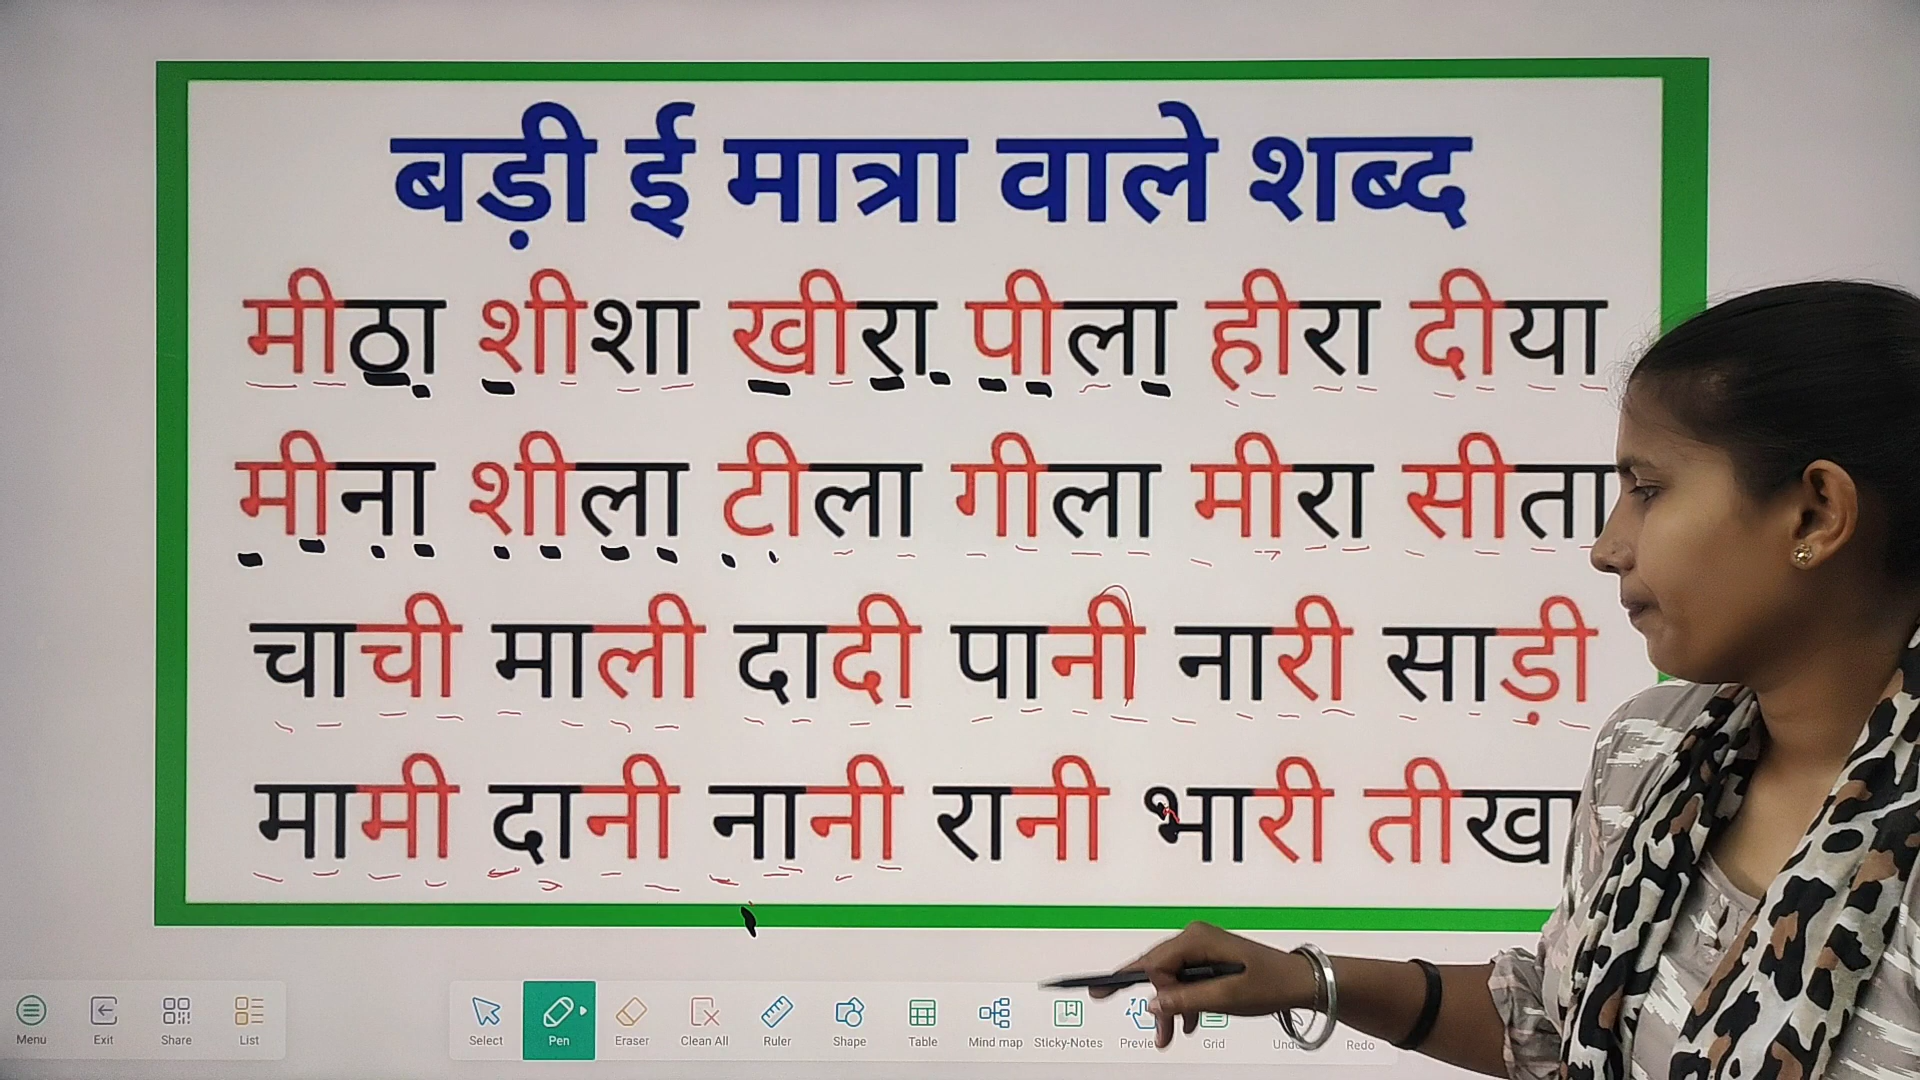 बड़ी ई मात्रा वाले शब्द
मीठा शीशा खीरा पीला हीरा दीया
मीना शीला टीला गीला मीरा सीता
चाची माली दादी पानी नारी साड़ी
मामी दानी नानी रानी भारी
Menu Exit Share List Select Pen Eraser Clean All Ruler Shape Table Mind map Sticky-Notes Grid Redo